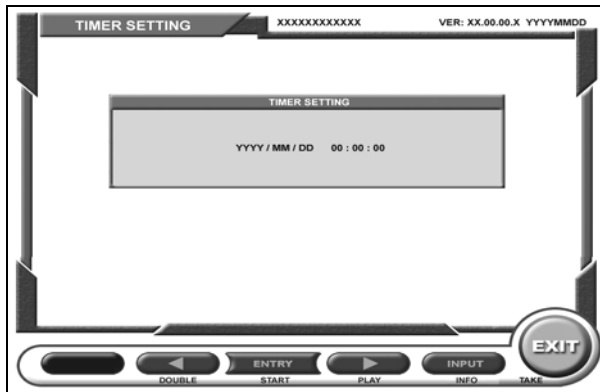 TIMER SETTING XXXXXXXXXXXX VER: XX.00.00.X YYYYMMDD
TIMER SETTING
YYYY / MM / DD 00 : 00 : 00
ENTRY INPUT EXIT
DOUBLE START PLAY INFO TAKE